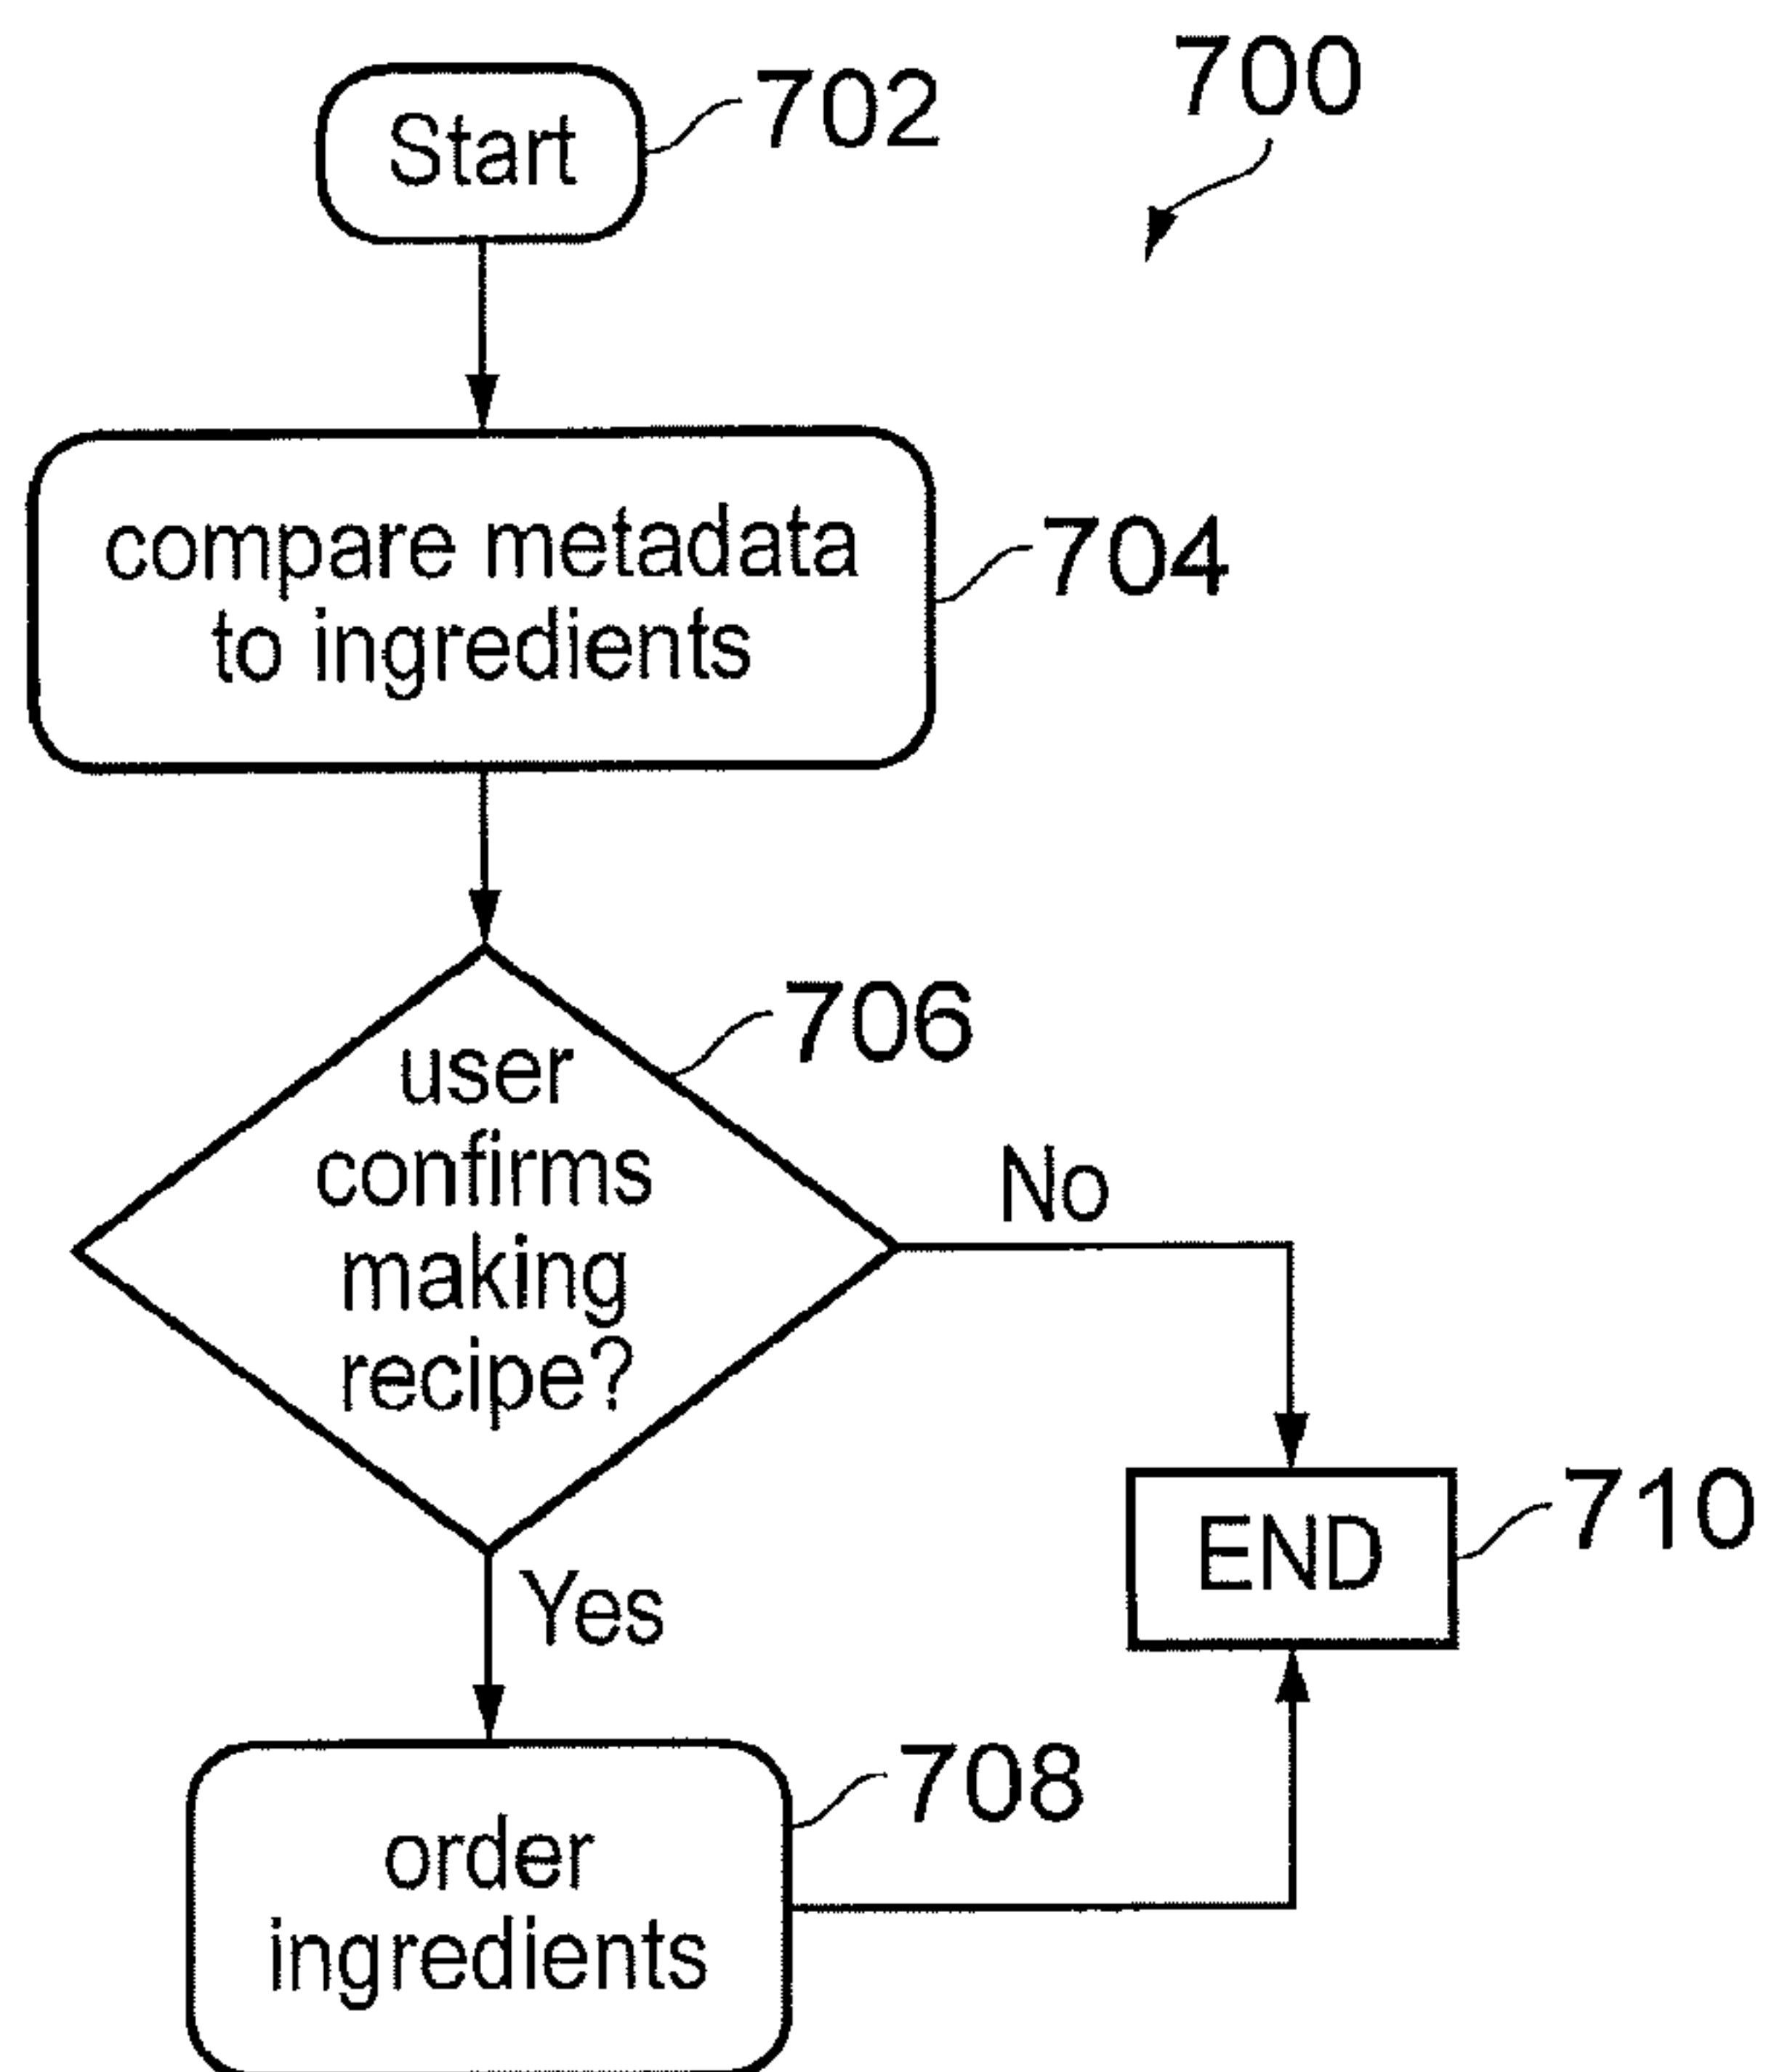 700
Start
702
compare metadata
to ingredients
704
user
confirms
making
recipe?
706
No
Yes
END
710
order
ingredients
708